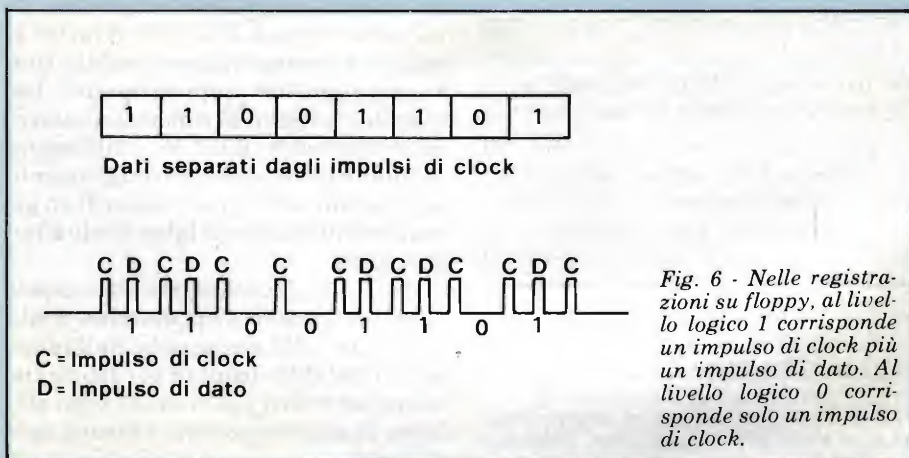 1 1 0 0 1 1 0 1
Dati separati dagli impulsi di clock
C D C D C C C D C D C C D C
1 1 0 0 1 1 0 1
C = Impulso di clock
D = Impulso di dato
Fig. 6 - Nelle registra-
zioni su floppy, al livel-
lo logico 1 corrisponde
un impulso di clock più
un impulso di dato. Al
livello logico 0 corri-
sponde solo un impulso
di clock.